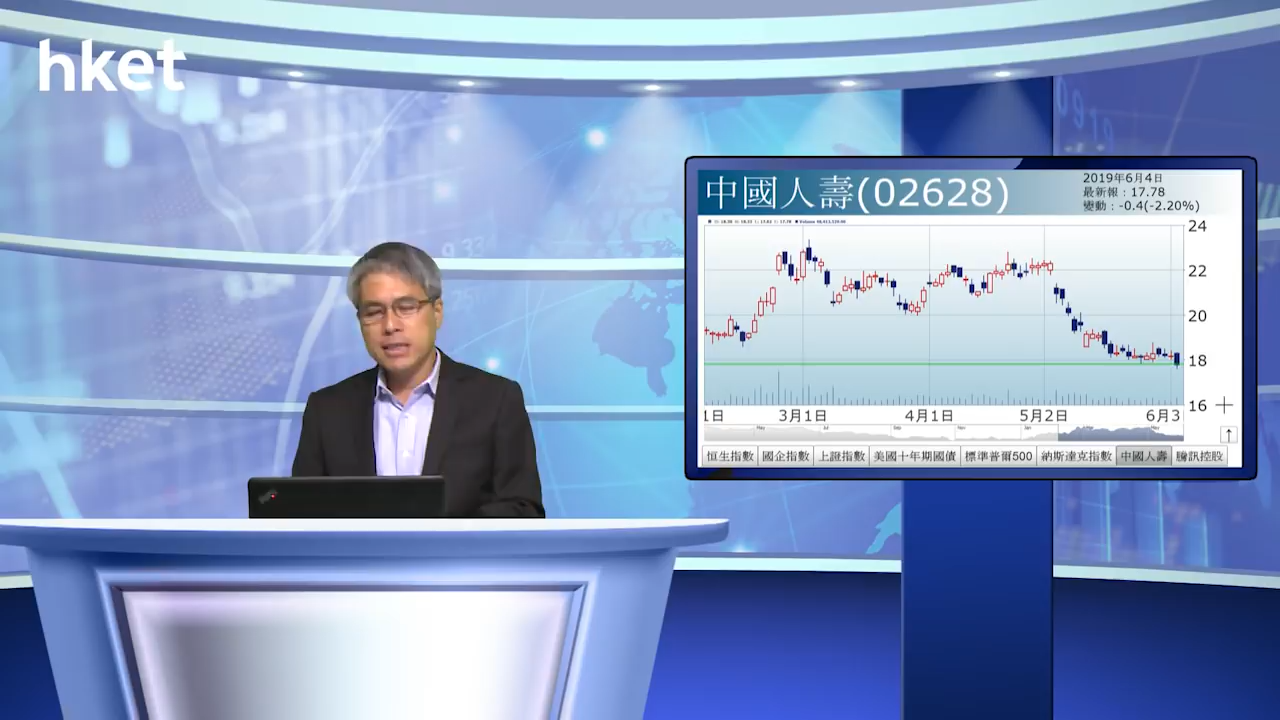 hket
中國人壽(02628)
2019年6月4日
最新報：17.78
變動：-0.4(-2.20%)
24
22
20
18
16
1日 3月1日 4月1日 5月2日 6月3
恒生指數 國企指數 上證指數 美國十年期國債 標準普爾500 納斯達克指數 中國人壽 騰訊控股